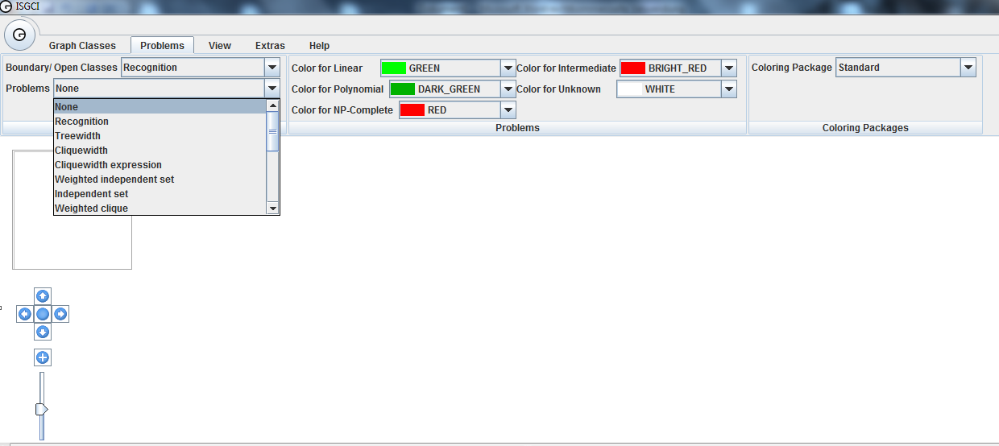 ISGCI
Graph Classes Problems View Extras Help
Boundary/ Open Classes Recognition
Problems None
None
Recognition
Treewidth
Cliquewidth
Cliquewidth expression
Weighted independent set
Independent set
Weighted clique
Color for Linear GREEN Color for Intermediate BRIGHT_RED
Color for Polynomial DARK_GREEN Color for Unknown WHITE
Color for NP-Complete RED
Problems
Coloring Package Standard
Coloring Packages